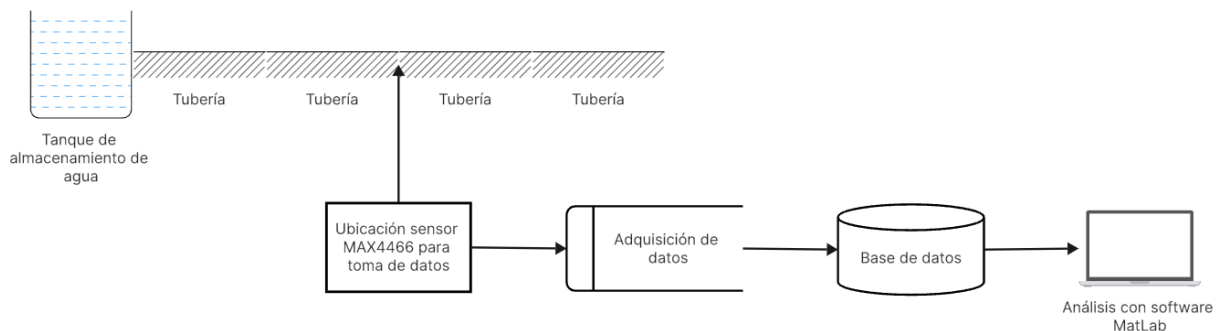 Tubería
Tubería
Tubería
Tubería
Tanque de
almacenamiento de
agua
Ubicación sensor
MAX4466 para
toma de datos
Adquisición de
datos
Base de datos
Análisis con software
MatLab